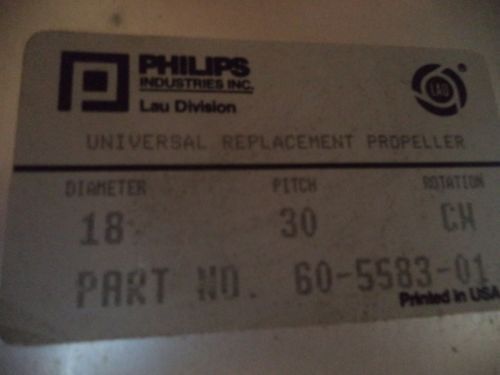 PHILIPS
INDUSTRIES INC.
Lau Division
LAU ®
UNIVERSAL REPLACEMENT PROPELLER
DIAMETER PITCH ROTATION
18 30 CW
PART NO. 60-5583-01
Printed in USA